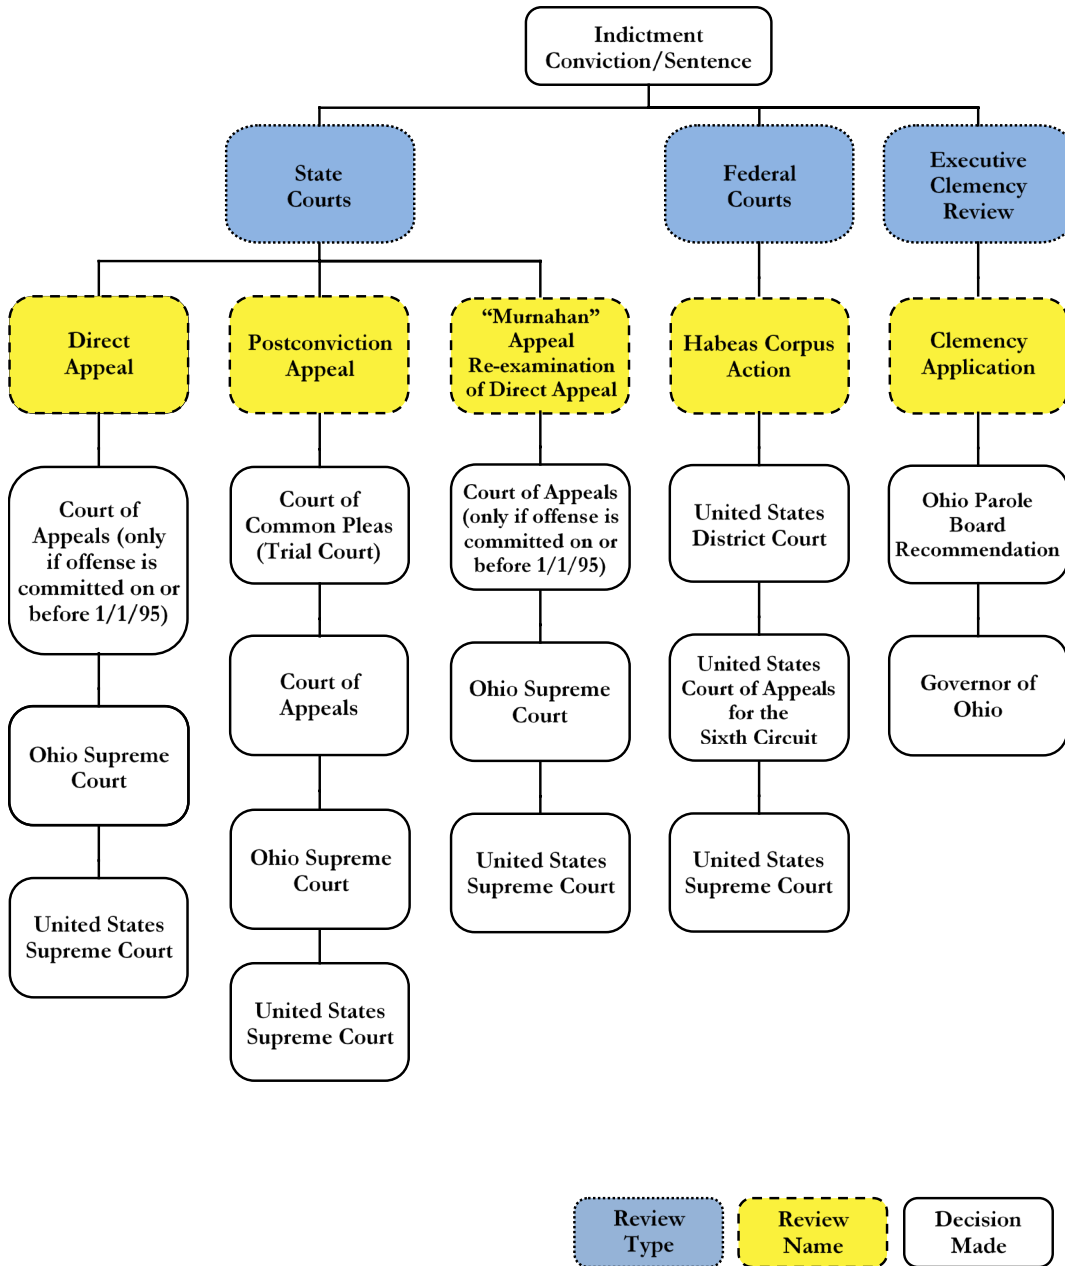 Indictment
Conviction/Sentence
State
Courts
Federal
Courts
Executive
Clemency
Review
Direct
Appeal
Postconviction
Appeal
“Murnahan”
Appeal
Re-examination
of Direct Appeal
Habeas Corpus
Action
Clemency
Application
Court of
Appeals (only
if offense is
committed on or
before 1/1/95)
Ohio Supreme
Court
United States
Supreme Court
Court of
Common Pleas
(Trial Court)
Court of
Appeals
Ohio Supreme
Court
United States
Supreme Court
Court of Appeals
(only if offense is
committed on or
before 1/1/95)
Ohio Supreme
Court
United States
Supreme Court
United States
District Court
United States
Court of Appeals
for the
Sixth Circuit
United States
Supreme Court
Ohio Parole
Board
Recommendation
Governor of
Ohio
Review
Type
Review
Name
Decision
Made